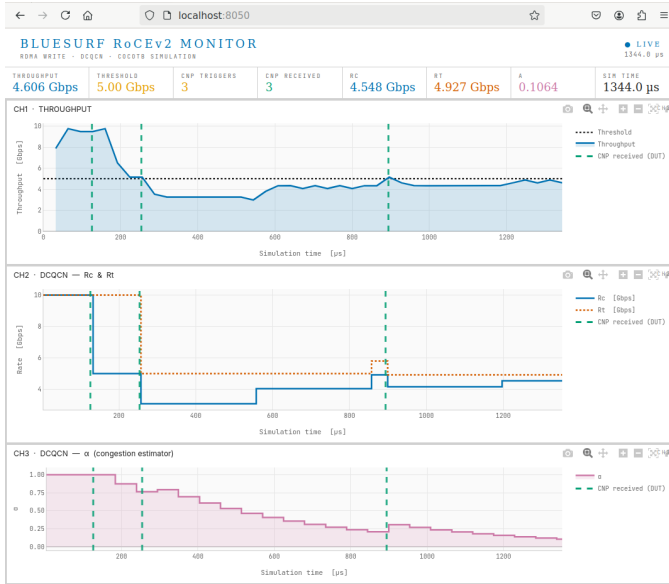 localhost:8050
BLUESURF RoCEv2 MONITOR
RDMA WRITE · DCQCN · COCOTB SIMULATION
● LIVE
1344.0 µs
THROUGHPUT
4.606 Gbps
THRESHOLD
5.00 Gbps
CNP TRIGGERS
3
CNP RECEIVED
3
RC
4.548 Gbps
RT
4.927 Gbps
Α
0.1064
SIM TIME
1344.0 µs
CH1 · THROUGHPUT
Throughput [Gbps]
10
8
6
4
2
0
0
200
400
600
800
1000
1200
Simulation time [µs]
Threshold
Throughput
CNP received (DUT)
CH2 · DCQCN — Rc & Rt
Rate [Gbps]
10
8
6
4
200
400
600
800
1000
1200
Simulation time [µs]
Rc [Gbps]
Rt [Gbps]
CNP received (DUT)
CH3 · DCQCN — α (congestion estimator)
α
1.00
0.75
0.50
0.25
0.00
200
400
600
800
1000
1200
Simulation time [µs]
α
CNP received (DUT)